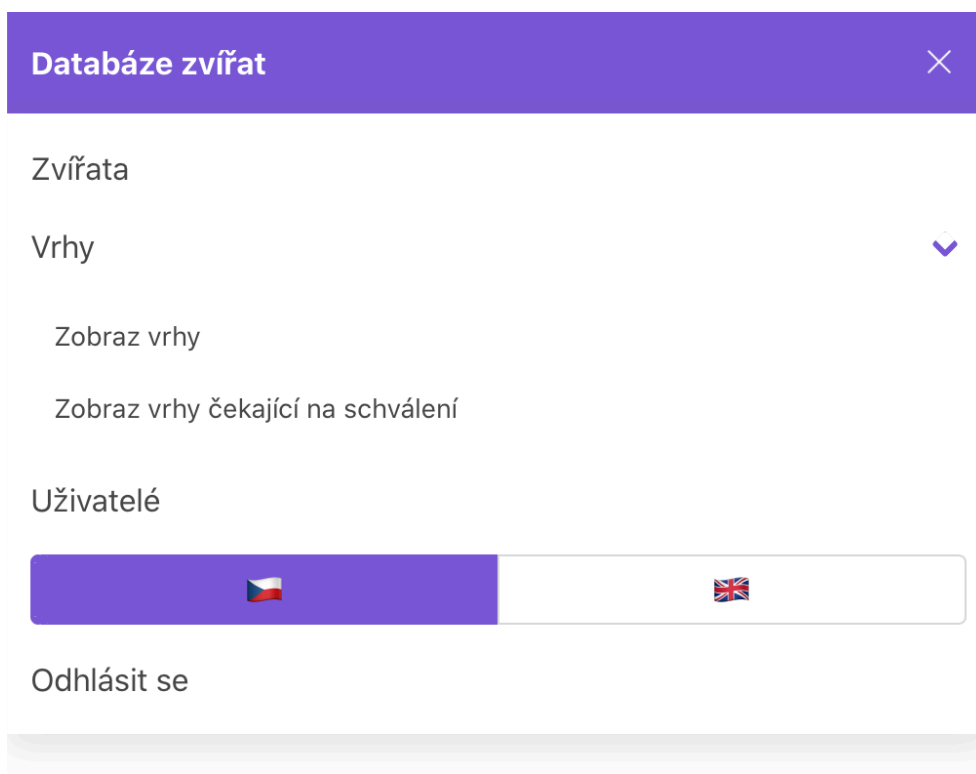 Databáze zvířat
Zvířata
Vrhy
Zobraz vrhy
Zobraz vrhy čekající na schválení
Uživatelé
Odhlásit se